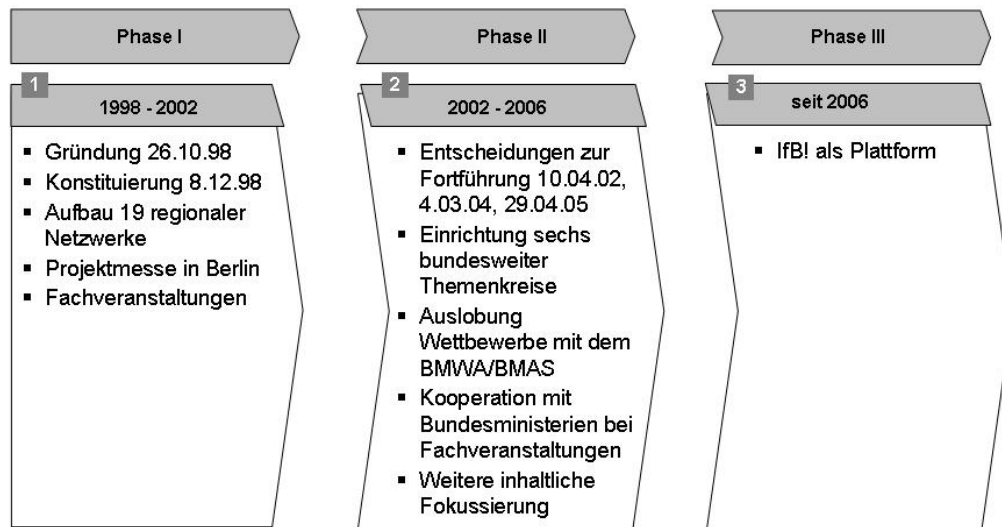 Phase I
1
1998 - 2002
▪ Gründung 26.10.98
▪ Konstituierung 8.12.98
▪ Aufbau 19 regionaler
Netzwerke
▪ Projektmesse in Berlin
▪ Fachveranstaltungen
Phase II
2
2002 - 2006
▪ Entscheidungen zur
Fortführung 10.04.02,
4.03.04, 29.04.05
▪ Einrichtung sechs
bundesweiter
Themenkreise
▪ Auslobung
Wettbewerbe mit dem
BMWA/BMAS
▪ Kooperation mit
Bundesministerien bei
Fachveranstaltungen
▪ Weitere inhaltliche
Fokussierung
Phase III
3
seit 2006
▪ IfB! als Plattform